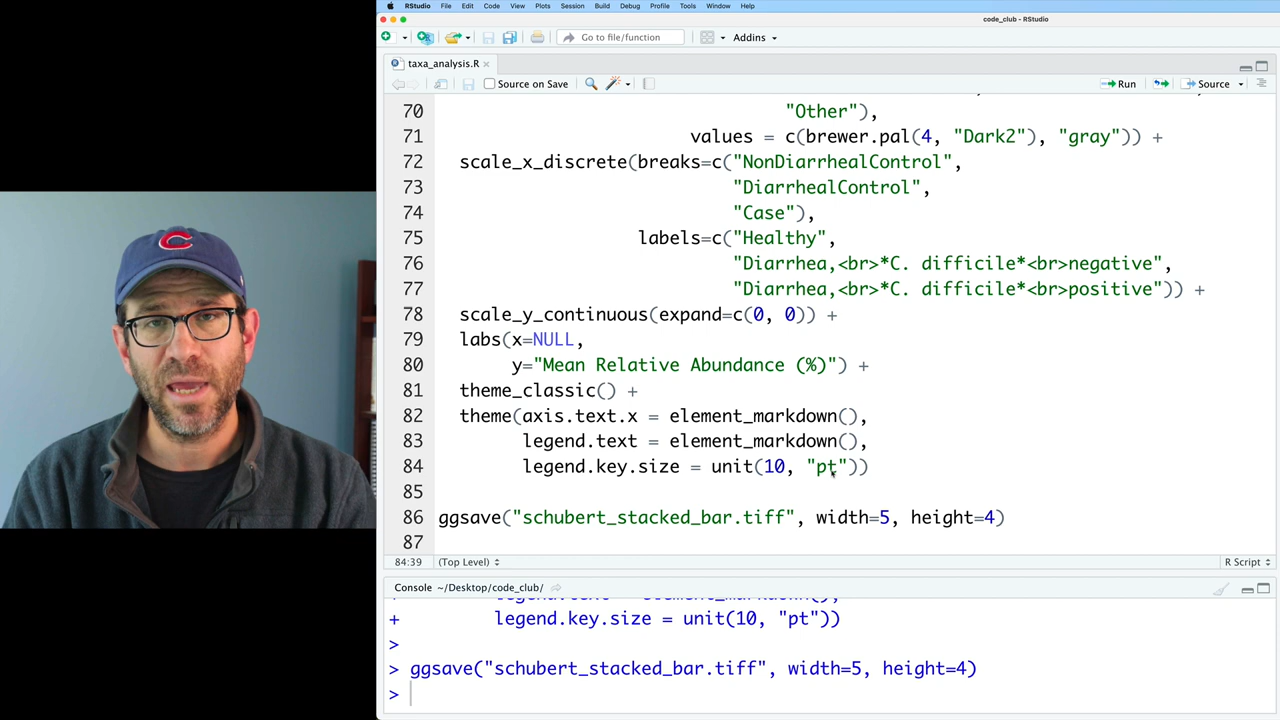 RStudio File Edit Code View Plots Session Build Debug Profile Tools Window Help
code_club - RStudio
Go to file/function Addins
taxa_analysis.R
Source on Save Run Source
70 "Other"),
71 values = c(brewer.pal(4, "Dark2"), "gray")) +
72 scale_x_discrete(breaks=c("NonDiarrhealControl",
73 "DiarrhealControl",
74 "Case"),
75 labels=c("Healthy",
76 "Diarrhea,<br>*C. difficile*<br>negative",
77 "Diarrhea,<br>*C. difficile*<br>positive")) +
78 scale_y_continuous(expand=c(0, 0)) +
79 labs(x=NULL,
80 y="Mean Relative Abundance (%)") +
81 theme_classic() +
82 theme(axis.text.x = element_markdown(),
83 legend.text = element_markdown(),
84 legend.key.size = unit(10, "pt"))
85
86 ggsave("schubert_stacked_bar.tiff", width=5, height=4)
87
84:39 (Top Level) R Script
Console ~/Desktop/code_club/
+ legend.key.size = unit(10, "pt"))
>
> ggsave("schubert_stacked_bar.tiff", width=5, height=4)
>
C